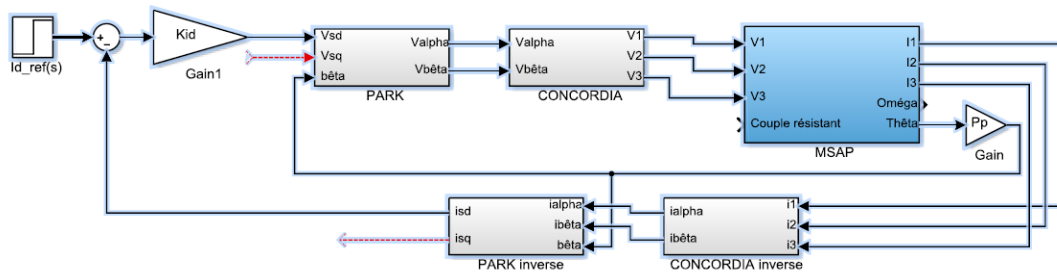 Id_ref(s)
+
−
Kid
Gain1
Vsd
Vsq
bêta
Valpha
Vbêta
PARK
Valpha
Vbêta
V1
V2
V3
CONCORDIA
V1
V2
V3
Couple résistant
I1
I2
I3
Oméga
Thêta
MSAP
Pp
Gain
isd
isq
ialpha
ibêta
bêta
PARK inverse
ialpha
ibêta
i1
i2
i3
CONCORDIA inverse